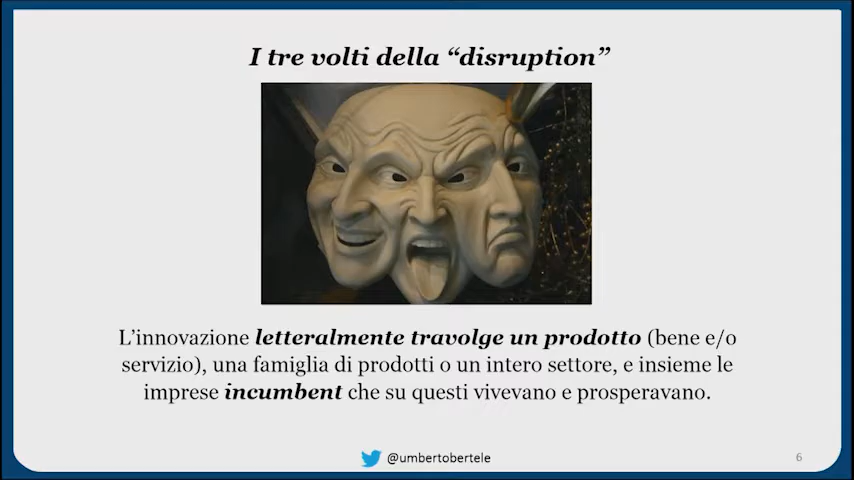 I tre volti della “disruption”
L’innovazione letteralmente travolge un prodotto (bene e/o
servizio), una famiglia di prodotti o un intero settore, e insieme le
imprese incumbent che su questi vivevano e prosperavano.
@umbertobertele
6